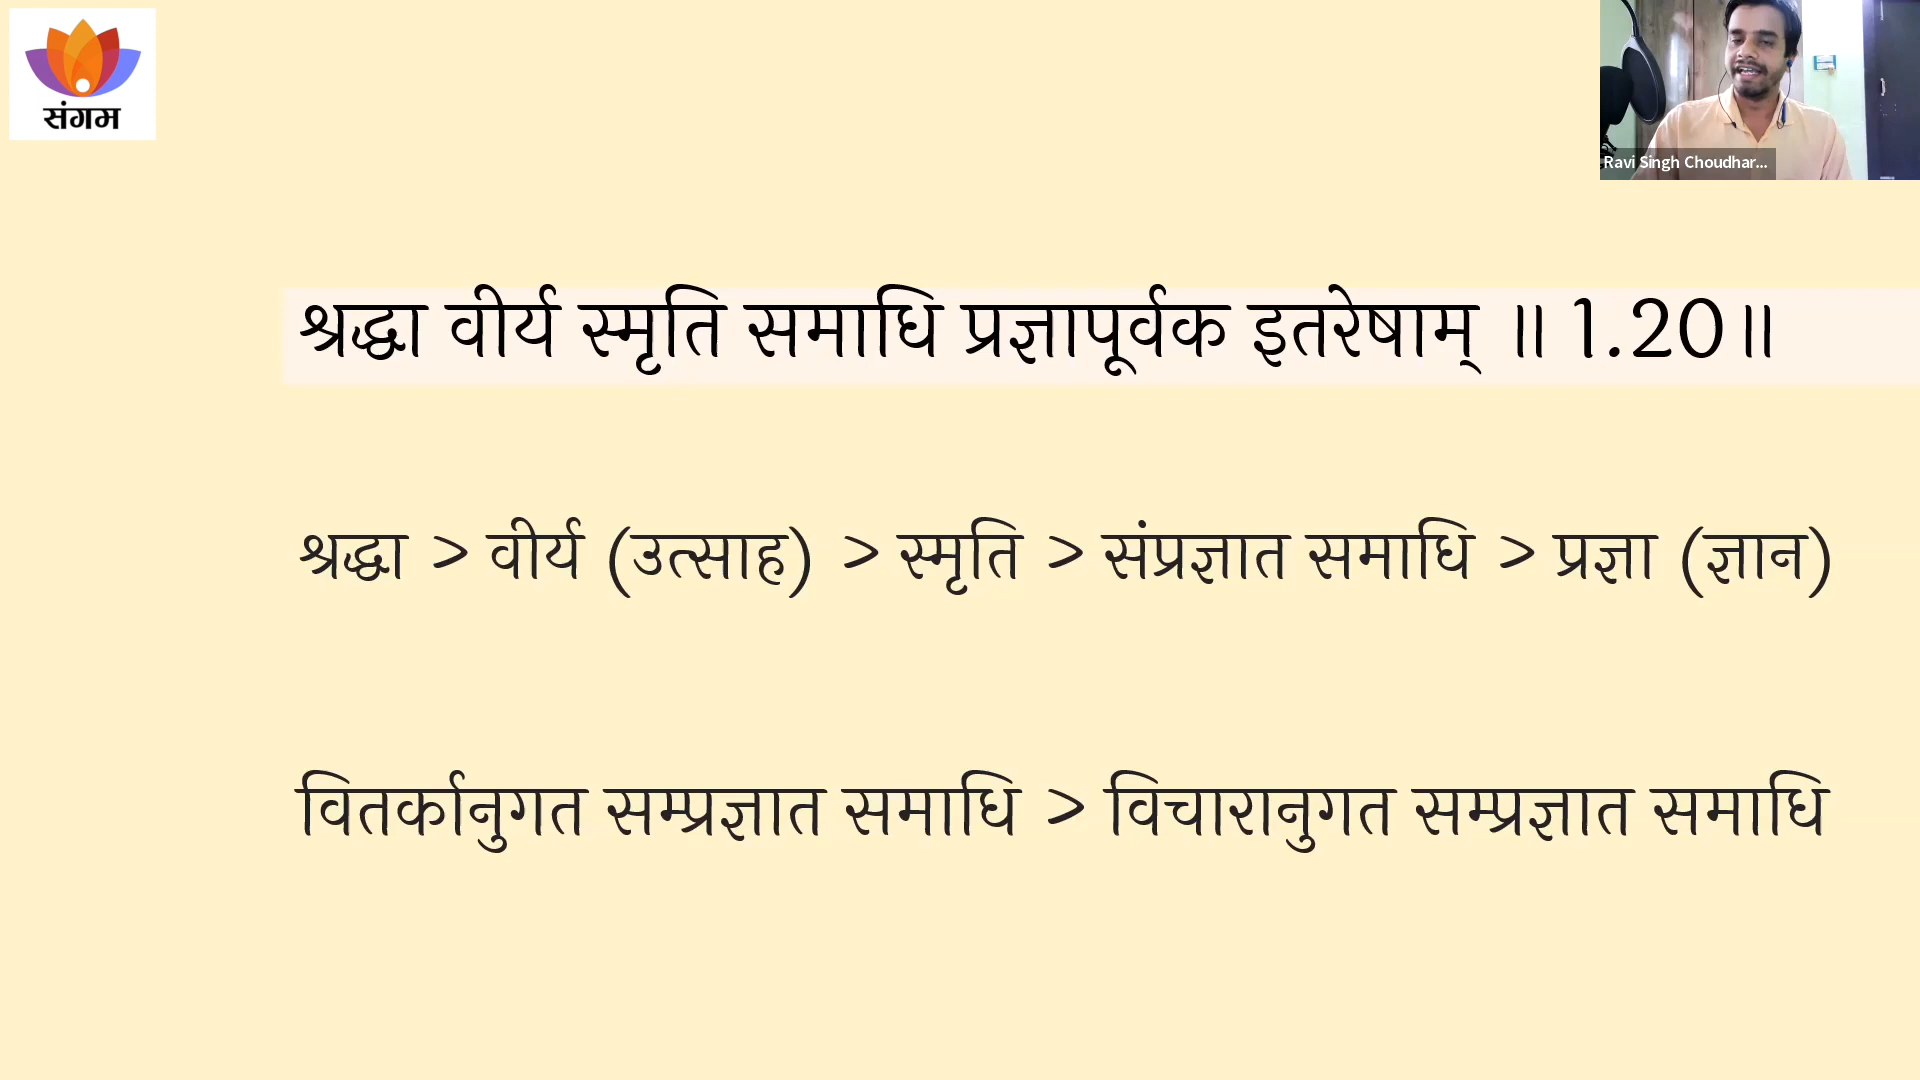 संगम
Ravi Singh Choudhar...
श्रद्धा वीर्य स्मृति समाधि प्रज्ञापूर्वक इतरेषाम् ॥ 1.20॥
श्रद्धा > वीर्य (उत्साह) > स्मृति > संप्रज्ञात समाधि > प्रज्ञा (ज्ञान)
वितर्कानुगत सम्प्रज्ञात समाधि > विचारानुगत सम्प्रज्ञात समाधि